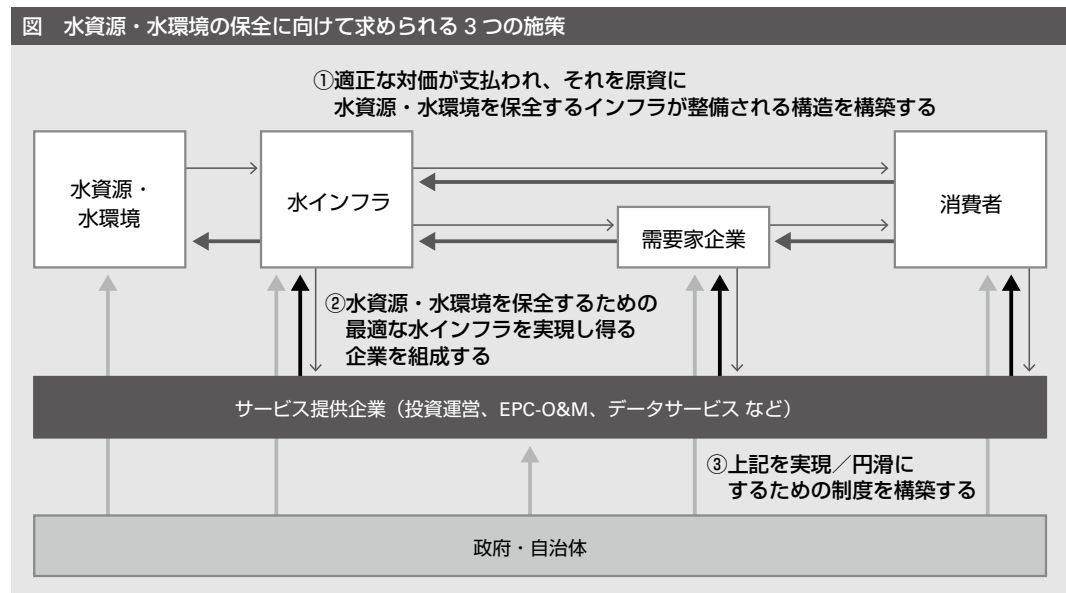 図　水資源・水環境の保全に向けて求められる３つの施策
①適正な対価が支払われ、それを原資に
水資源・水環境を保全するインフラが整備される構造を構築する
水資源・
水環境
水インフラ
需要家企業
消費者
②水資源・水環境を保全するための
最適な水インフラを実現し得る
企業を組成する
サービス提供企業（投資運営、EPC-O&M、データサービス など）
③上記を実現／円滑に
するための制度を構築する
政府・自治体